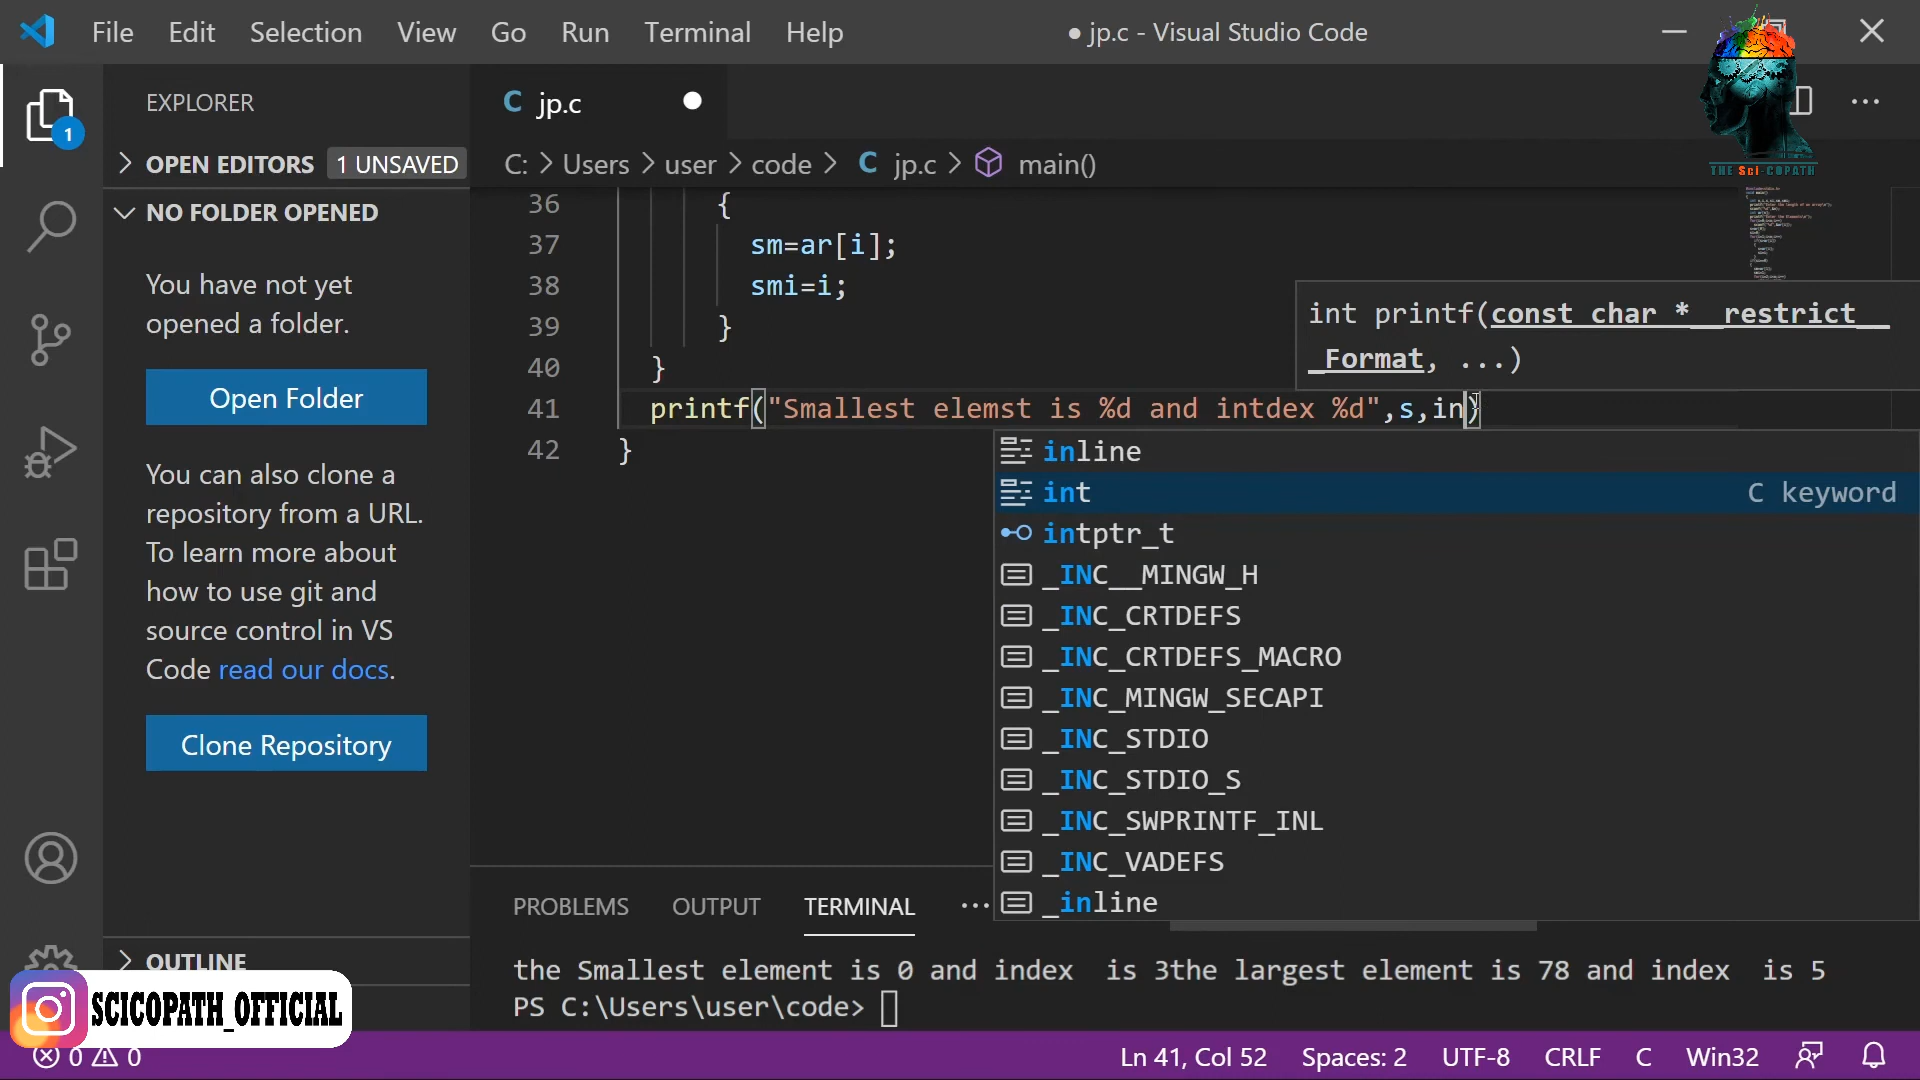 File Edit Selection View Go Run Terminal Help
● jp.c - Visual Studio Code
EXPLORER
OPEN EDITORS 1 UNSAVED
NO FOLDER OPENED
You have not yet
opened a folder.
Open Folder
You can also clone a
repository from a URL.
To learn more about
how to use git and
source control in VS
Code read our docs.
Clone Repository
OUTLINE
1
C jp.c
C: > Users > user > code > C jp.c > main()
THE Sci-COPATH
36 {
37 sm=ar[i];
38 smi=i;
39 }
40 }
41 printf("Smallest elemst is %d and intdex %d",s,in)
42 }
int printf(const char *__restrict__
_Format, ...)
inline
int C keyword
intptr_t
_INC__MINGW_H
_INC_CRTDEFS
_INC_CRTDEFS_MACRO
_INC_MINGW_SECAPI
_INC_STDIO
_INC_STDIO_S
_INC_SWPRINTF_INL
_INC_VADEFS
_inline
PROBLEMS OUTPUT TERMINAL ...
the Smallest element is 0 and index  is 3the largest element is 78 and index  is 5
PS C:\Users\user\code>
SCICOPATH_OFFICIAL
0 0 Ln 41, Col 52 Spaces: 2 UTF-8 CRLF C Win32